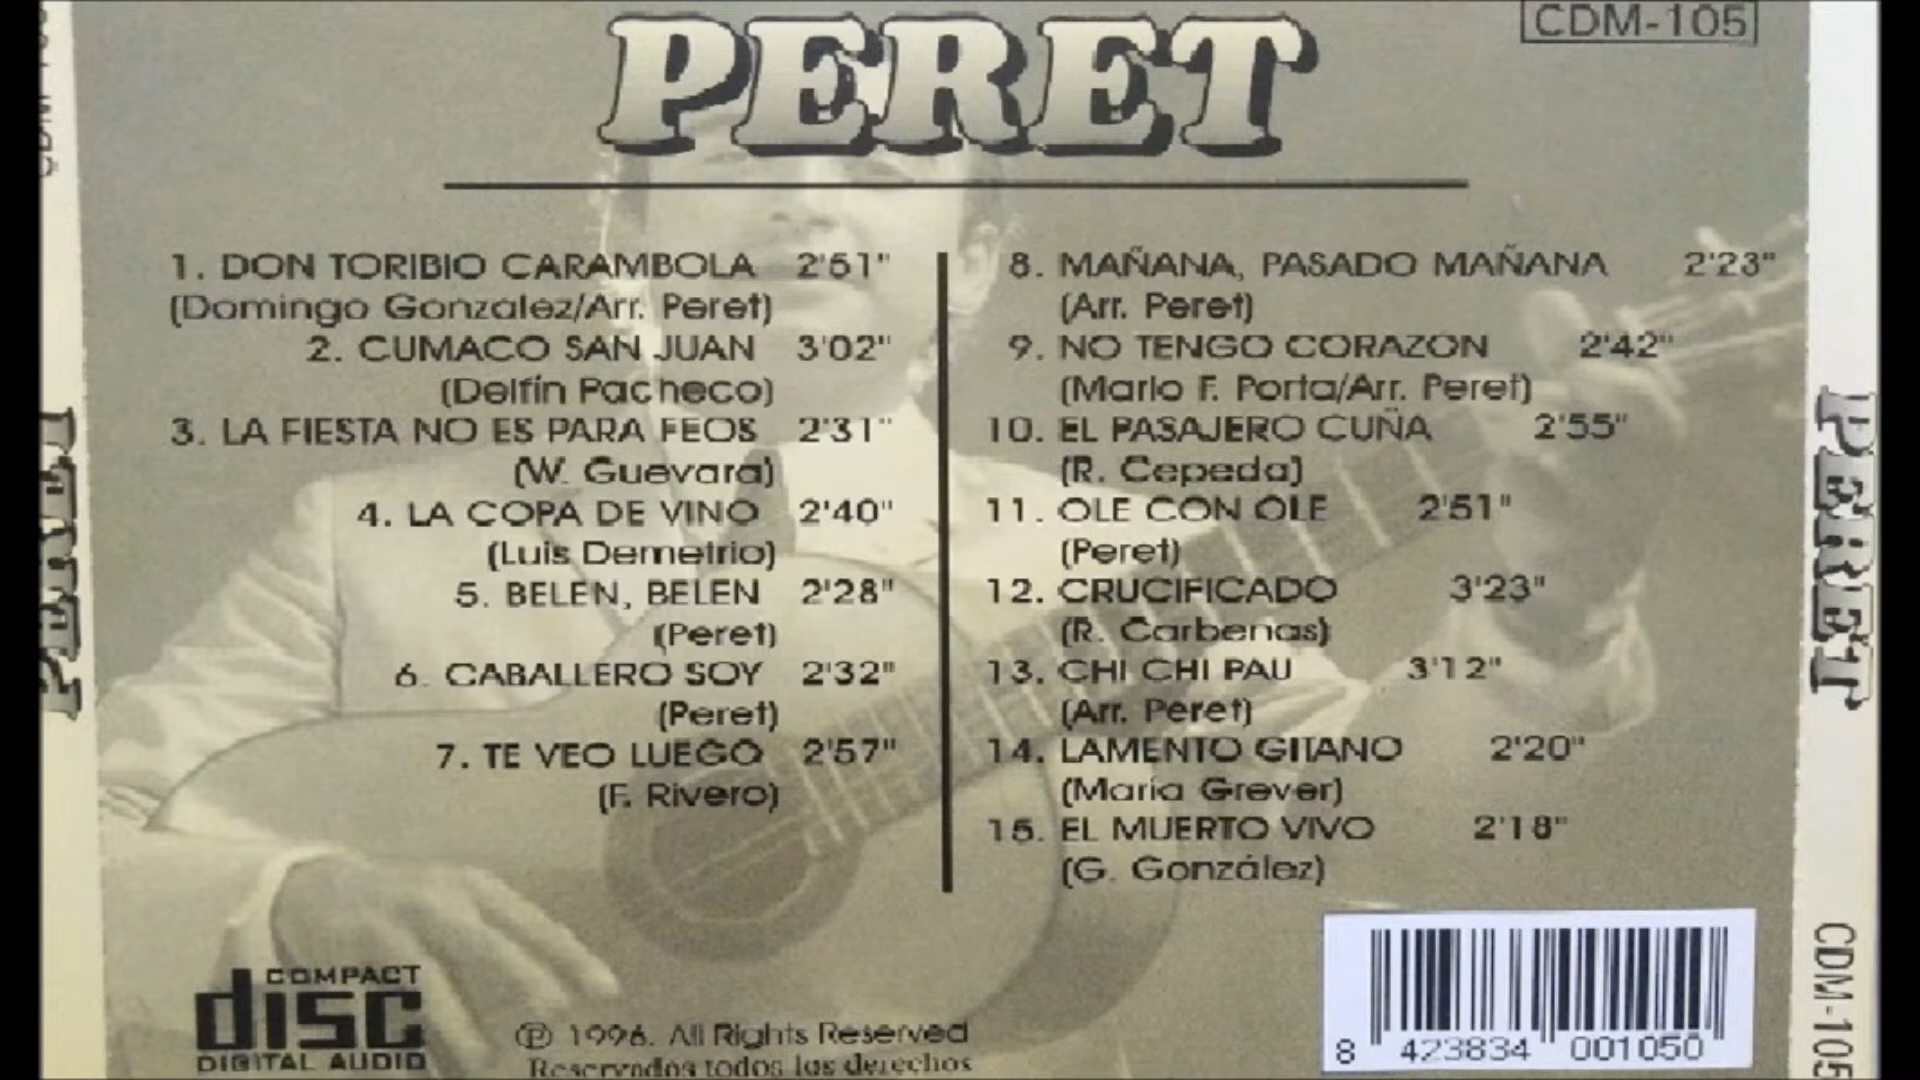 PERET
CDM-105
1. DON TORIBIO CARAMBOLA 2'51"
(Domingo González/Arr. Peret)
2. CUMACO SAN JUAN 3'02"
(Delfín Pacheco)
3. LA FIESTA NO ES PARA FEOS 2'31"
(W. Guevara)
4. LA COPA DE VINO 2'40"
(Luis Demetrio)
5. BELEN, BELEN 2'28"
(Peret)
6. CABALLERO SOY 2'32"
(Peret)
7. TE VEO LUEGO 2'57"
(F. Rivero)
8. MAÑANA, PASADO MAÑANA 2'23"
(Arr. Peret)
9. NO TENGO CORAZON 2'42"
(Mario F. Porta/Arr. Peret)
10. EL PASAJERO CUÑA 2'55"
(R. Cepeda)
11. OLE CON OLE 2'51"
(Peret)
12. CRUCIFICADO 3'23"
(R. Carbenas)
13. CHI CHI PAU 3'12"
(Arr. Peret)
14. LAMENTO GITANO 2'20"
(María Grever)
15. EL MUERTO VIVO 2'18"
(G. González)
COMPACT
disc
DIGITAL AUDIO
℗ 1996. All Rights Reserved
Reservados todos los derechos
8 423834 001050
PERET
PERET
CDM-105